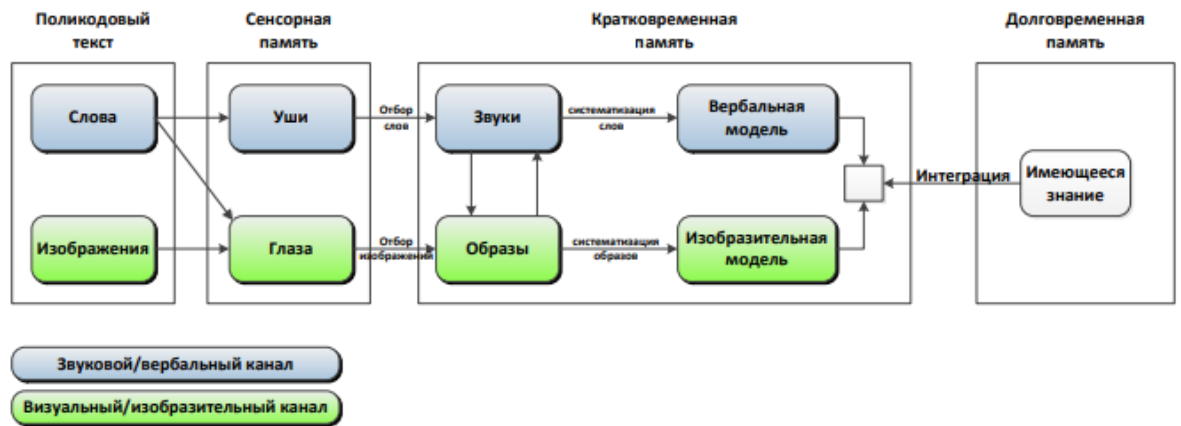 Поликодовый
текст
Сенсорная
память
Кратковременная
память
Долговременная
память
Слова
Уши
Отбор
слов
Звуки
систематизация
слов
Вербальная
модель
Интеграция
Имеющееся
знание
Изображения
Глаза
Отбор
изображений
Образы
систематизация
образов
Изобразительная
модель
Звуковой/вербальный канал
Визуальный/изобразительный канал